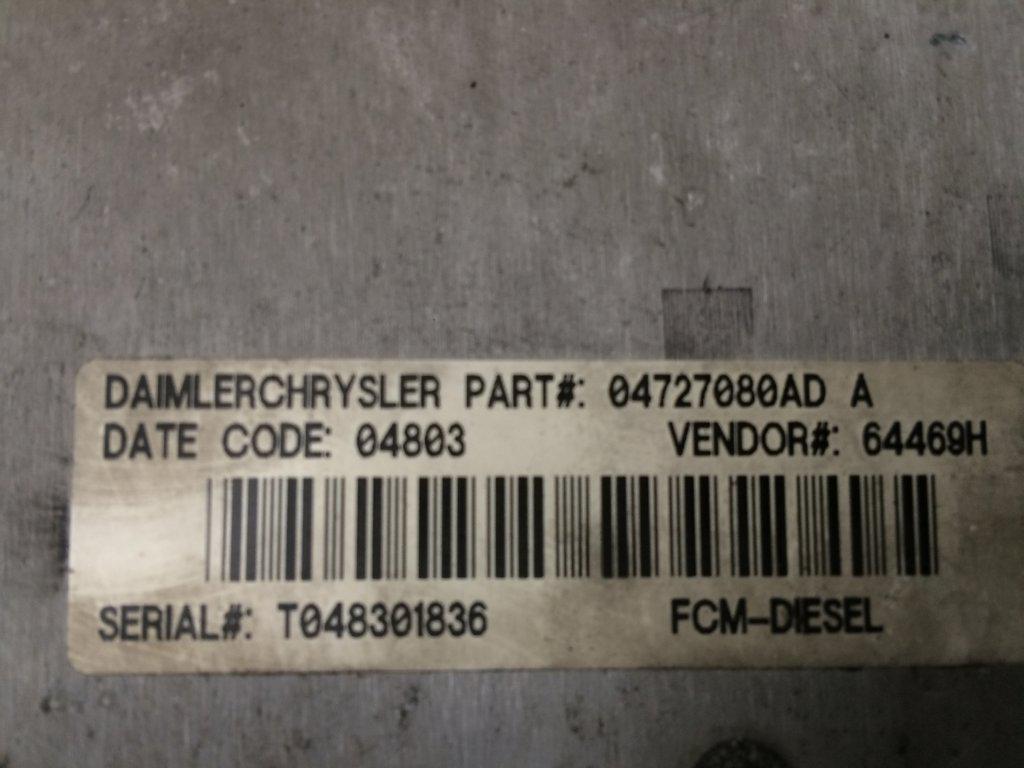 DAIMLERCHRYSLER PART#: 04727080AD A
DATE CODE: 04803 VENDOR#: 64469H
SERIAL#: T048301836 FCM-DIESEL